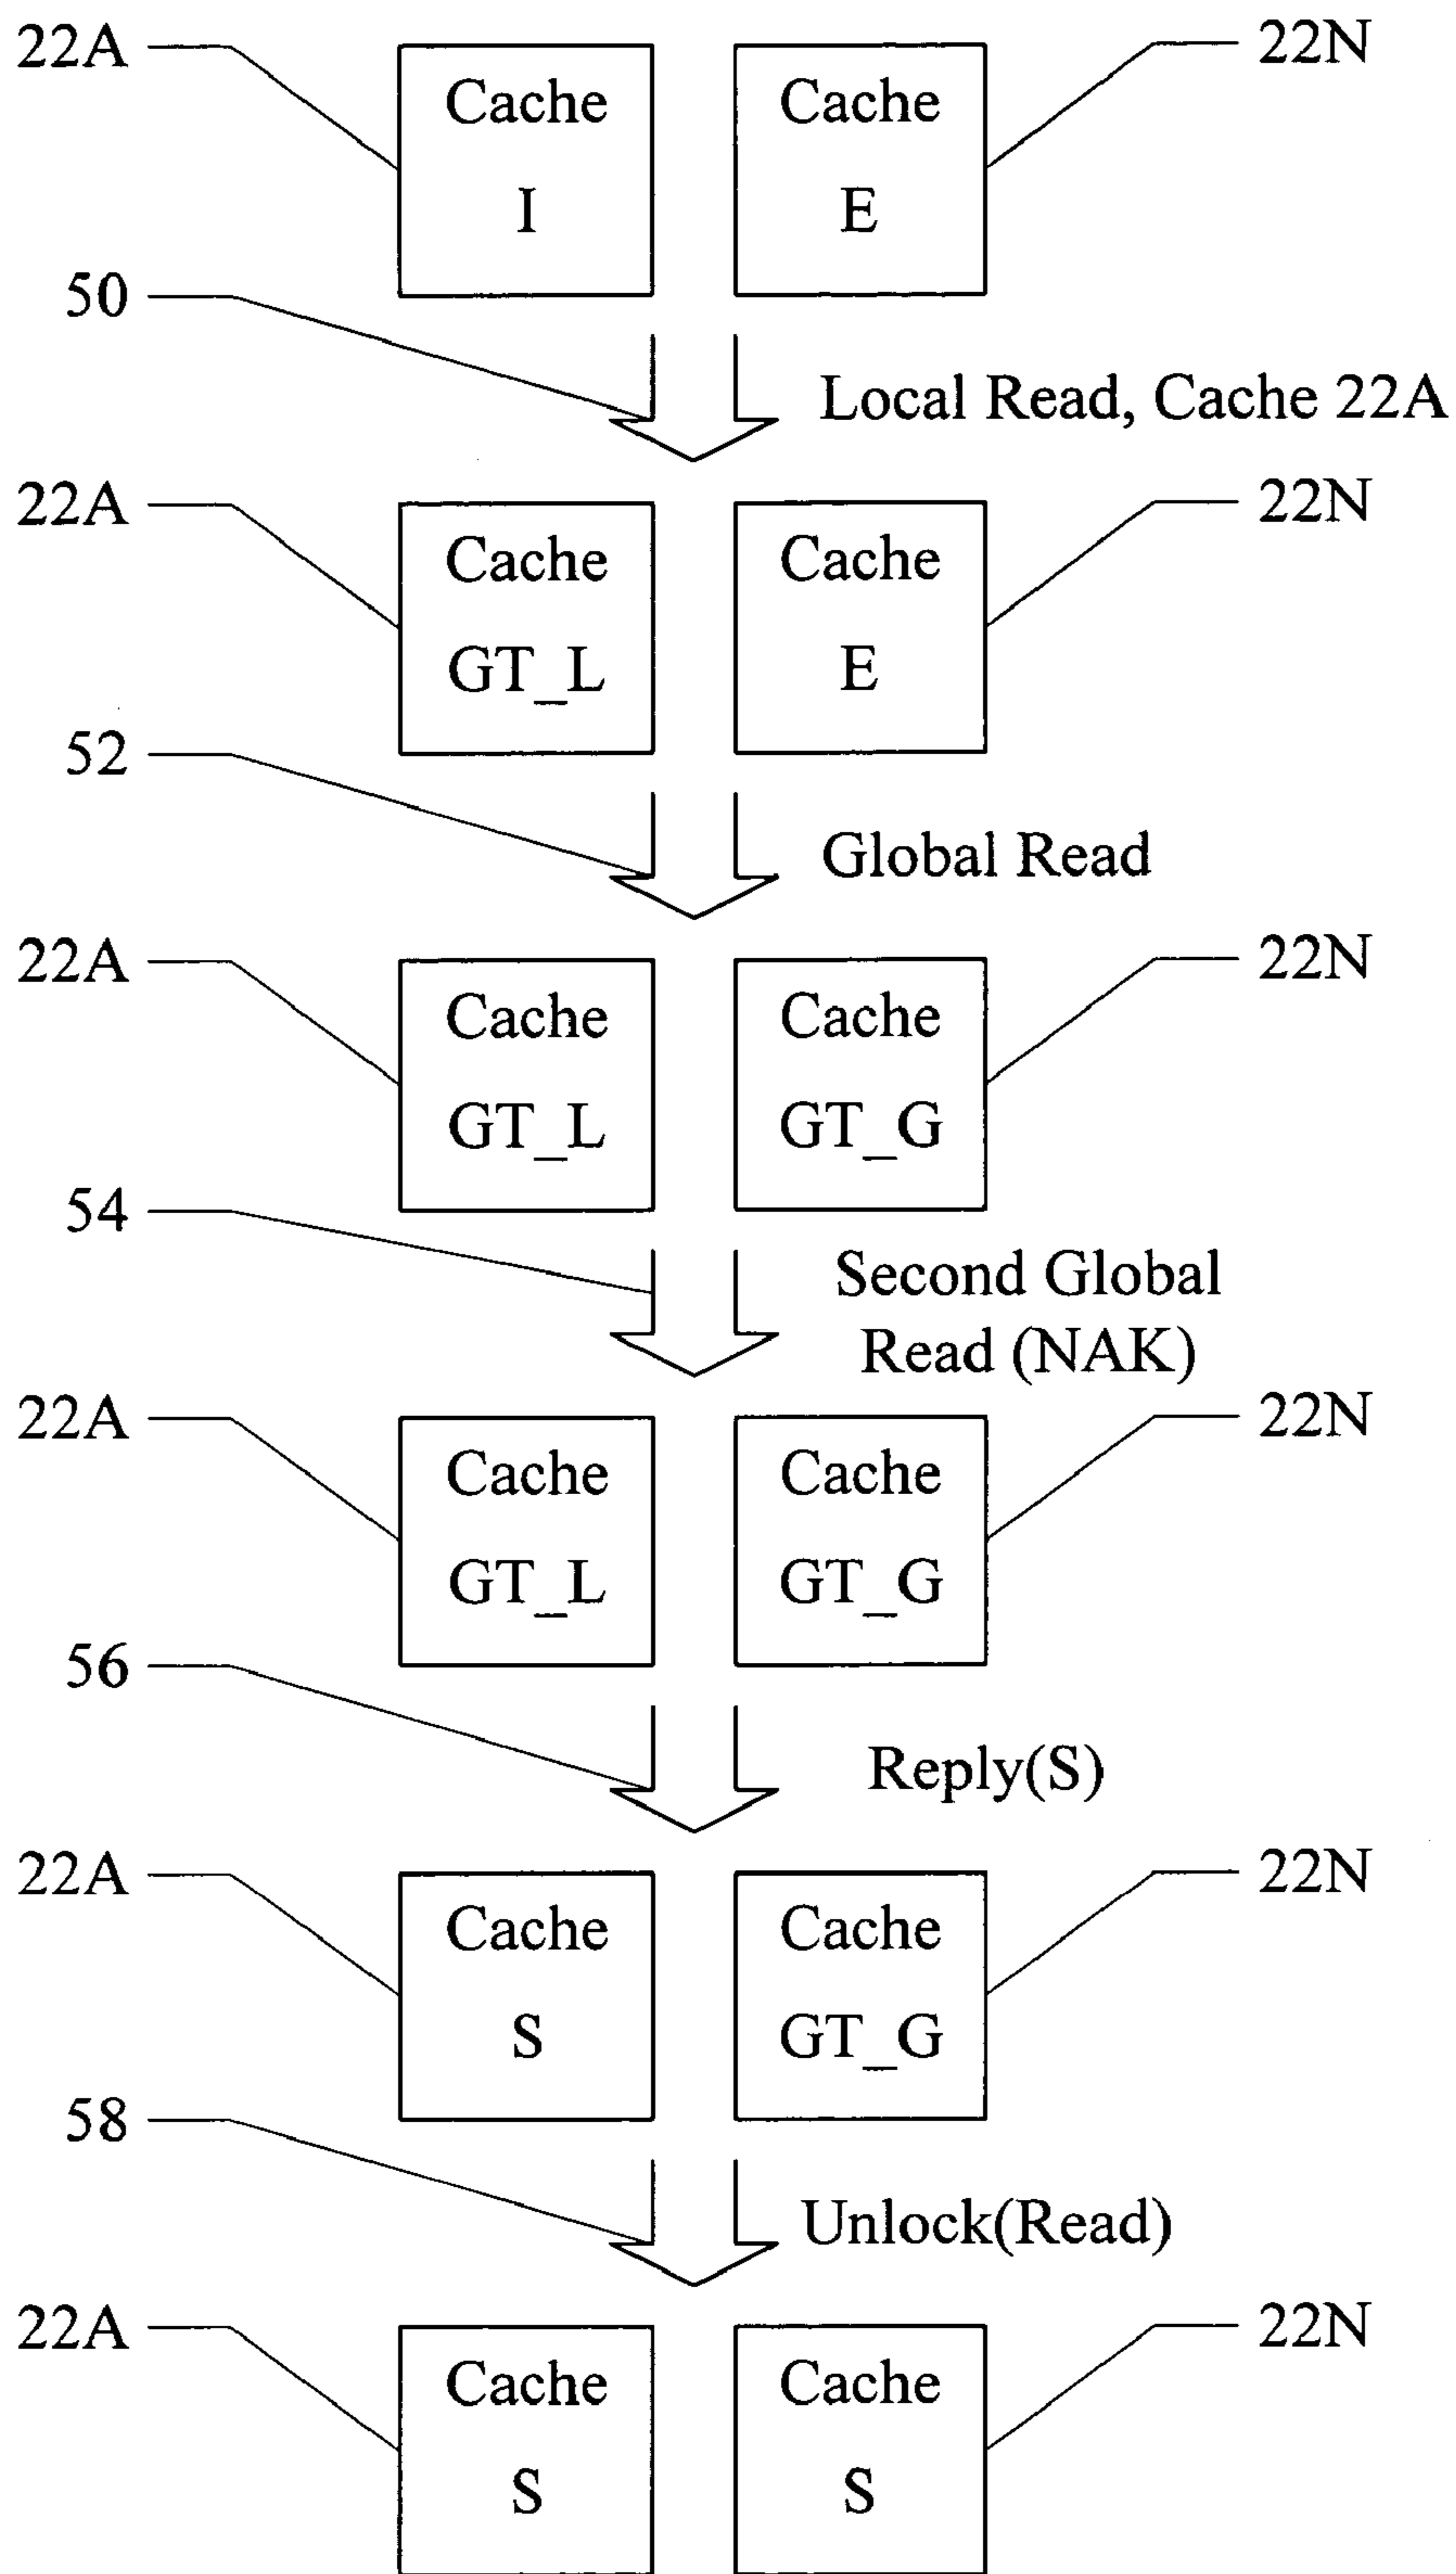 22A
22N
Cache
Cache
I
E
50
Local Read, Cache 22A
22A
22N
Cache
Cache
GT_L
E
52
Global Read
22A
22N
Cache
Cache
GT_L
GT_G
54
Second Global
Read (NAK)
22A
22N
Cache
Cache
GT_L
GT_G
56
Reply(S)
22A
22N
Cache
Cache
S
GT_G
58
Unlock(Read)
22A
22N
Cache
Cache
S
S